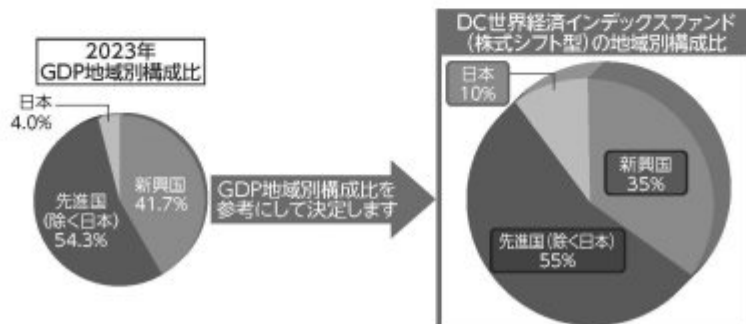 2023年
GDP地域別構成比
日本
4.0%
新興国
41.7%
先進国
(除く日本)
54.3%
GDP地域別構成比を
参考にして決定します
DC世界経済インデックスファンド
(株式シフト型)の地域別構成比
日本
10%
新興国
35%
先進国(除く日本)
55%